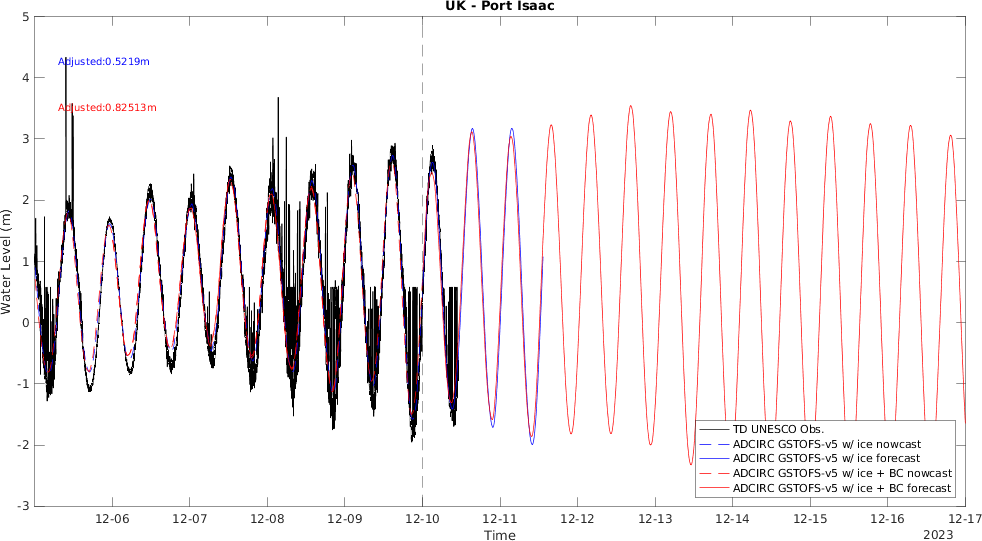 UK - Port Isaac
5
4
3
2
1
0
-1
-2
-3
Water Level (m)
Adjusted:0.5219m
Adjusted:0.82513m
TD UNESCO Obs.
ADCIRC GSTOFS-v5 w/ ice nowcast
ADCIRC GSTOFS-v5 w/ ice forecast
ADCIRC GSTOFS-v5 w/ ice + BC nowcast
ADCIRC GSTOFS-v5 w/ ice + BC forecast
12-06 12-07 12-08 12-09 12-10 12-11 12-12 12-13 12-14 12-15 12-16 12-17
Time
2023